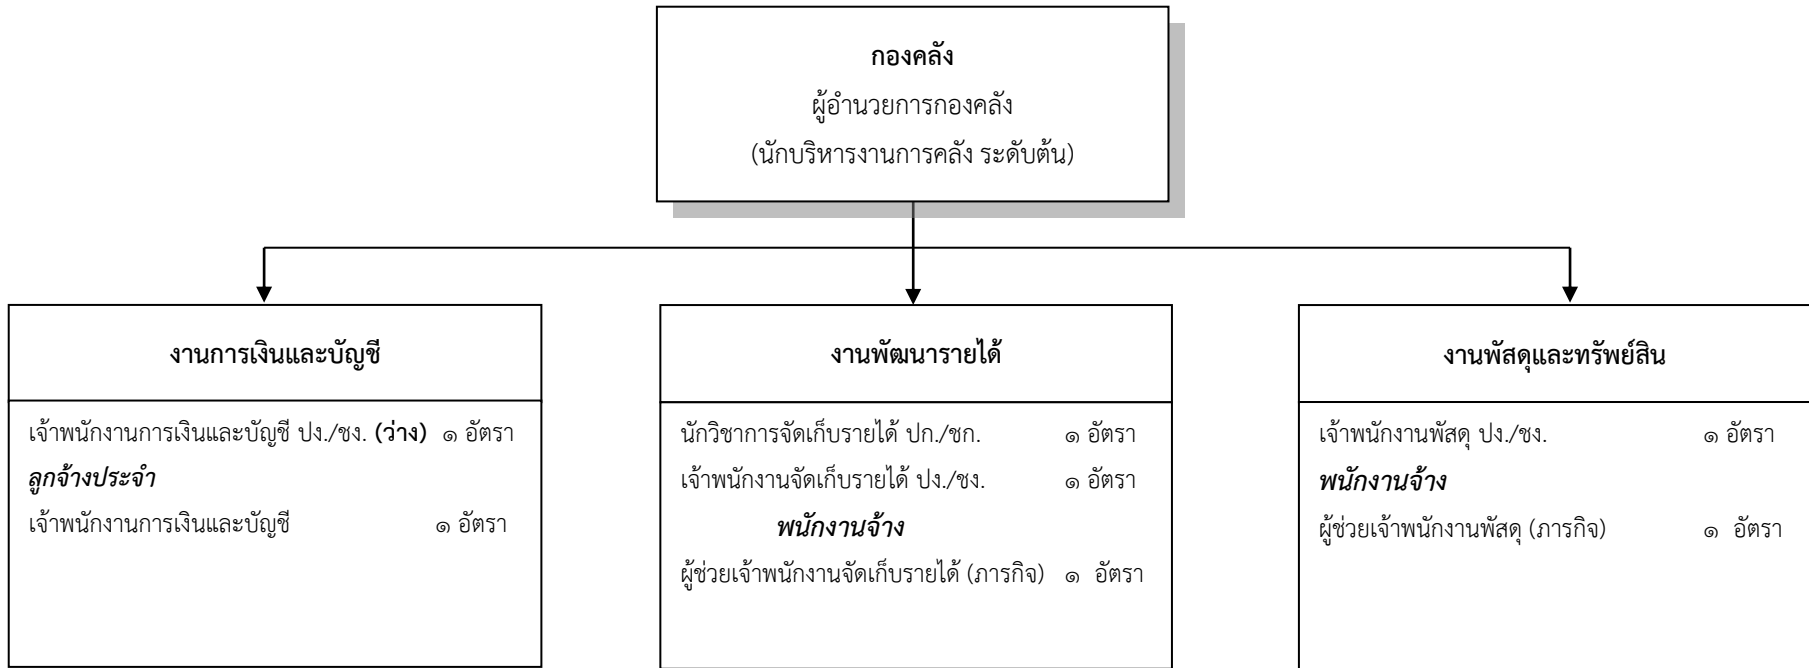 กองคลัง
ผู้อำนวยการกองคลัง
(นักบริหารงานการคลัง ระดับต้น)
งานการเงินและบัญชี
เจ้าพนักงานการเงินและบัญชี ปง./ชง. (ว่าง) ๑ อัตรา
ลูกจ้างประจำ
เจ้าพนักงานการเงินและบัญชี ๑ อัตรา
งานพัฒนารายได้
นักวิชาการจัดเก็บรายได้ ปก./ชก. ๑ อัตรา
เจ้าพนักงานจัดเก็บรายได้ ปง./ชง. ๑ อัตรา
พนักงานจ้าง
ผู้ช่วยเจ้าพนักงานจัดเก็บรายได้ (ภารกิจ) ๑ อัตรา
งานพัสดุและทรัพย์สิน
เจ้าพนักงานพัสดุ ปง./ชง. ๑ อัตรา
พนักงานจ้าง
ผู้ช่วยเจ้าพนักงานพัสดุ (ภารกิจ) ๑ อัตรา